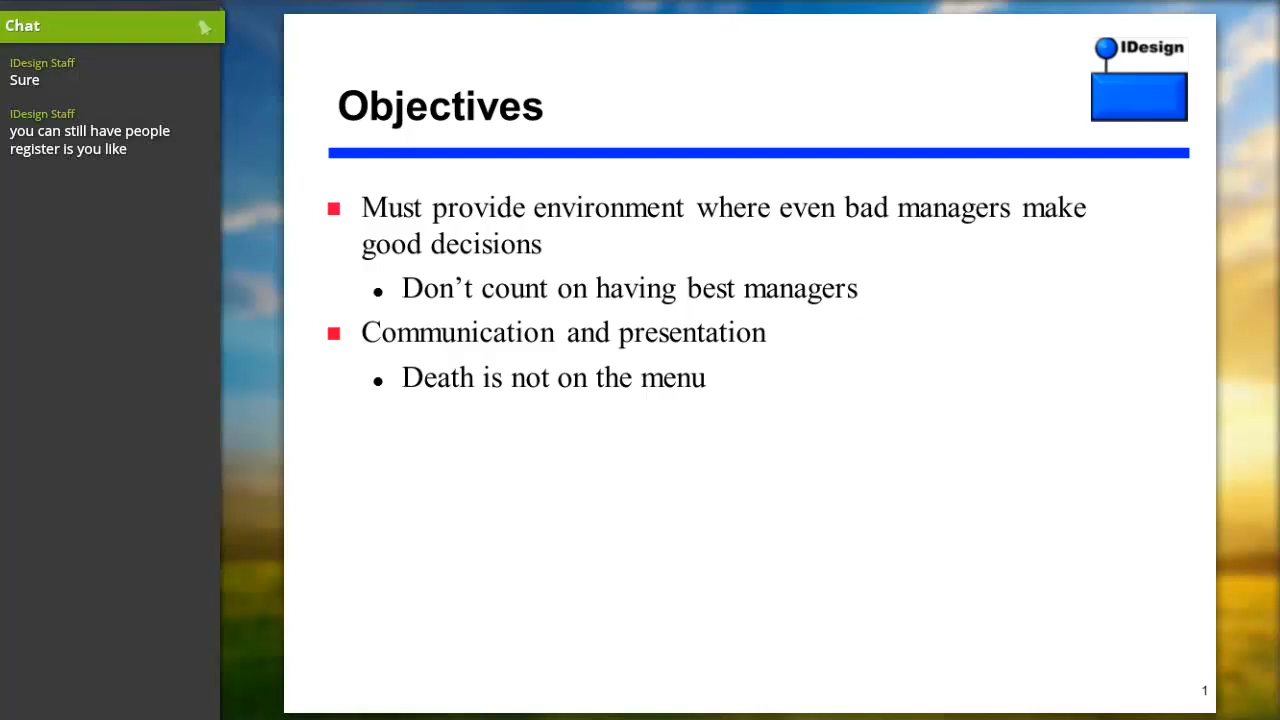 Chat
IDesign Staff
Sure
IDesign Staff
you can still have people
register is you like
IDesign
Objectives
Must provide environment where even bad managers make
good decisions
Don’t count on having best managers
Communication and presentation
Death is not on the menu
1